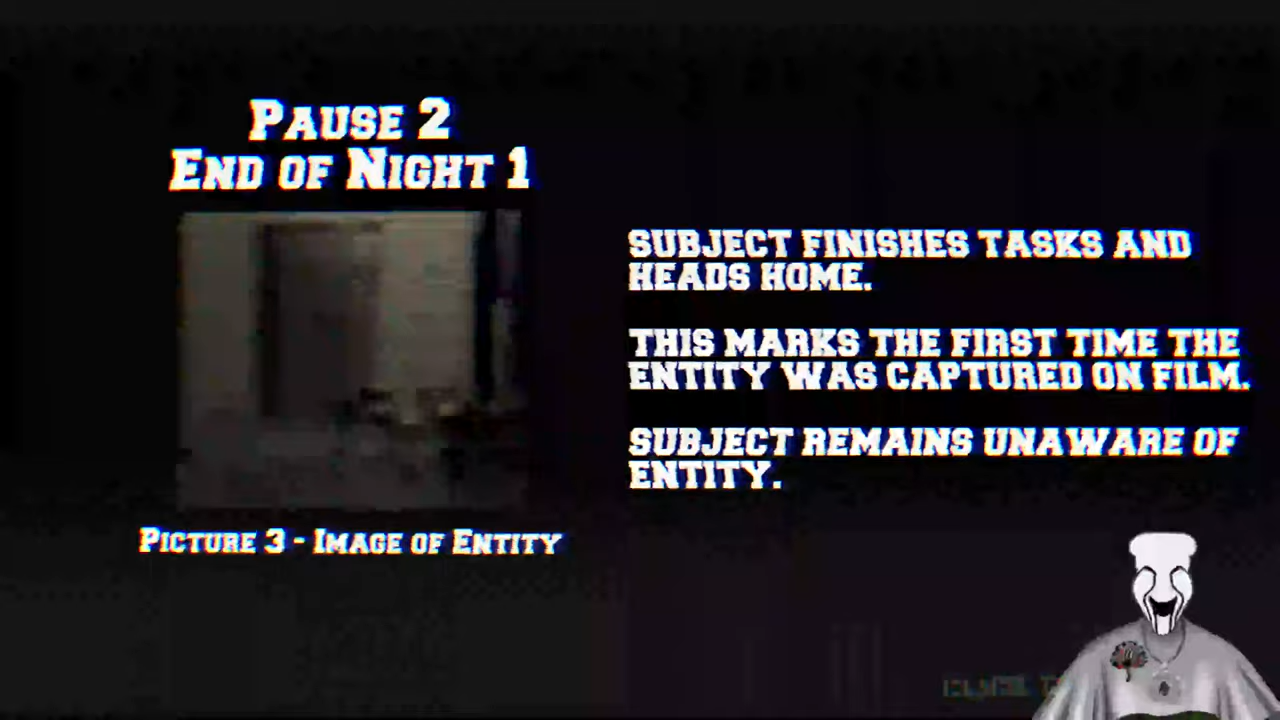 PAUSE 2
END OF NIGHT 1
SUBJECT FINISHES TASKS AND
HEADS HOME.
THIS MARKS THE FIRST TIME THE
ENTITY WAS CAPTURED ON FILM.
SUBJECT REMAINS UNAWARE OF
ENTITY.
PICTURE 3 - IMAGE OF ENTITY